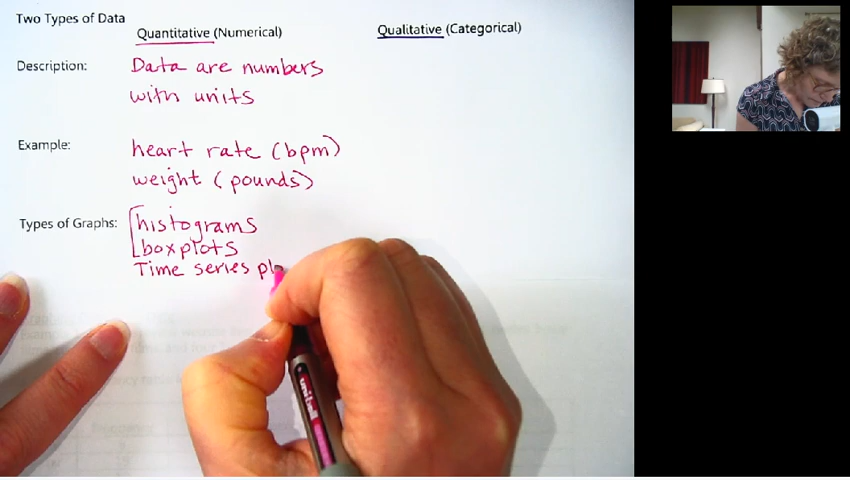 Two Types of Data
Quantitative (Numerical) Qualitative (Categorical)
Description: Data are numbers
with units
Example: heart rate (bpm)
weight (pounds)
Types of Graphs: histograms
boxplots
Time series pl